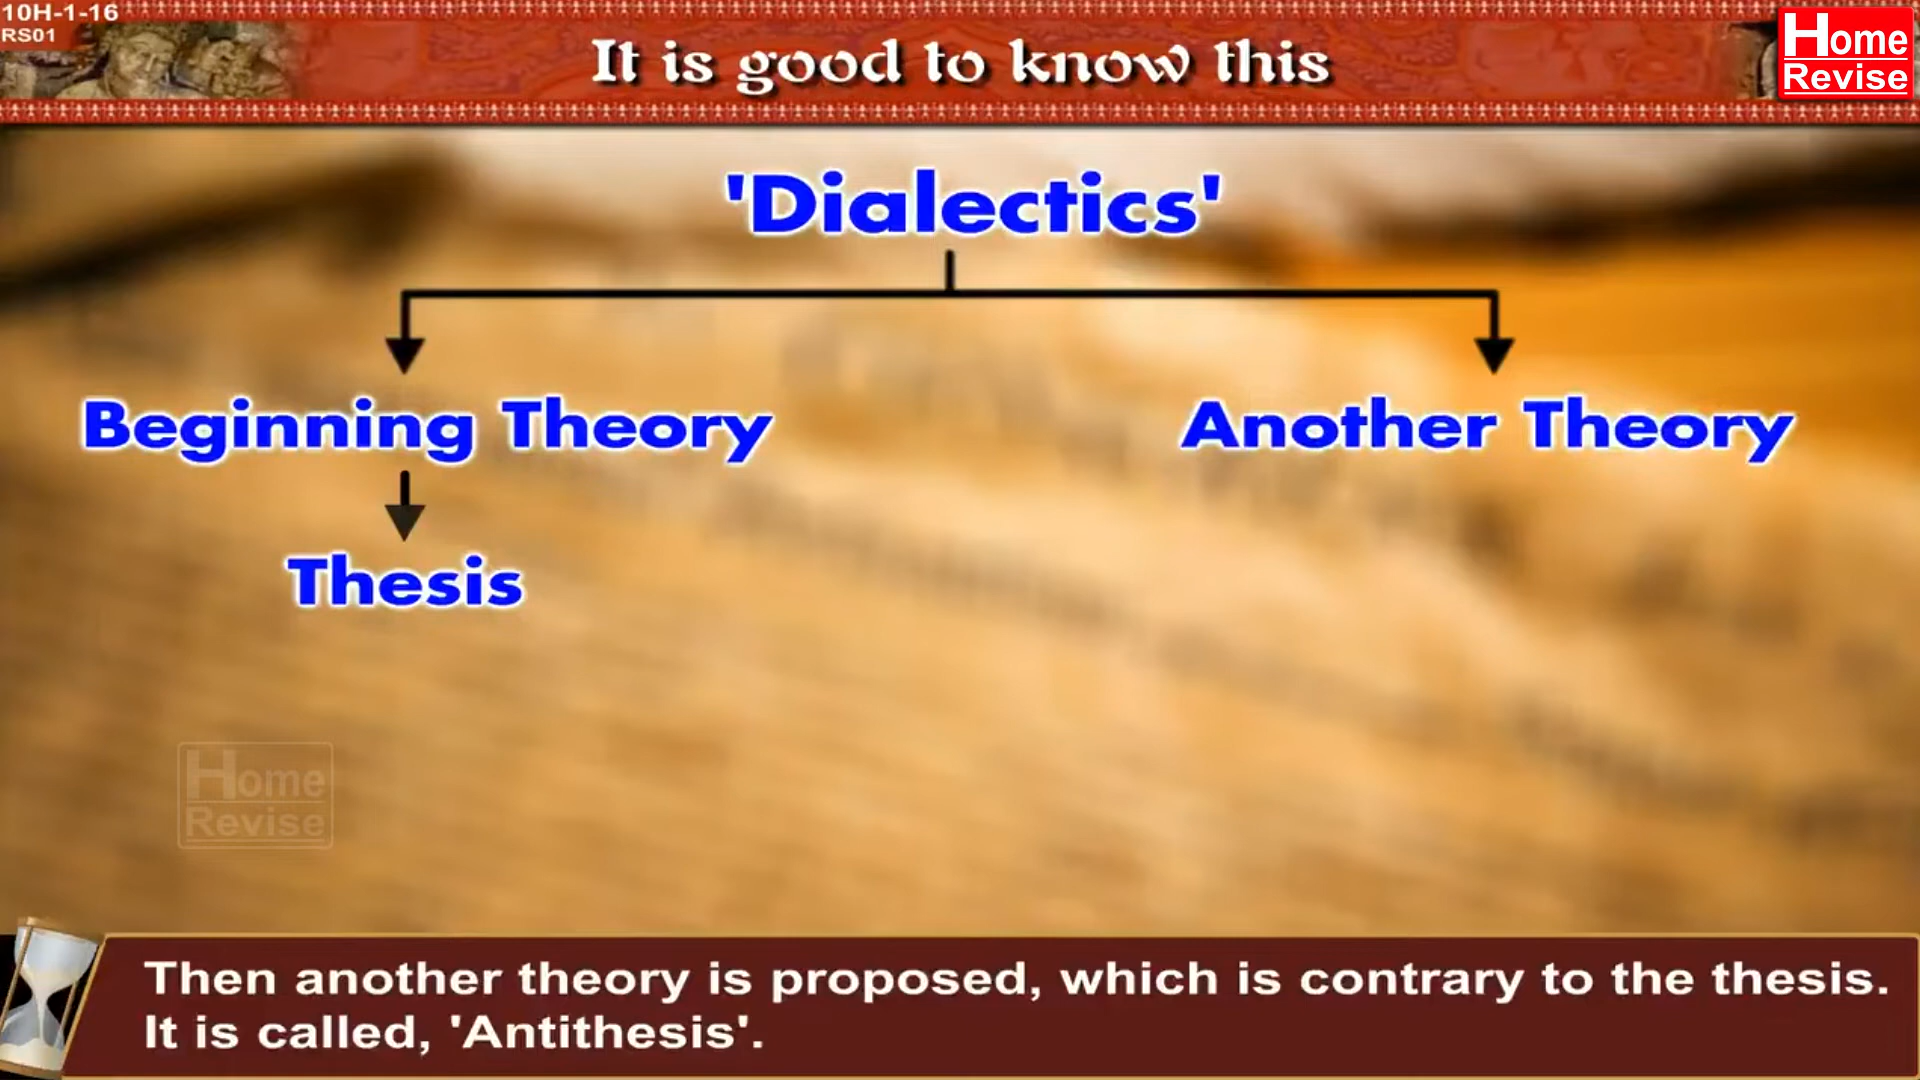 10H-1-16
RS01
It is good to know this
Home
Revise
'Dialectics'
Beginning Theory
Another Theory
Thesis
Home
Revise
Then another theory is proposed, which is contrary to the thesis.
It is called, 'Antithesis'.